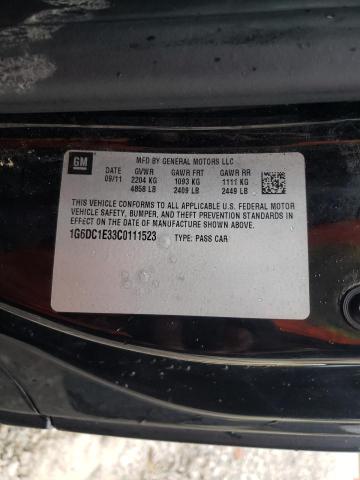 GM
MFD BY GENERAL MOTORS LLC
DATE GVWR GAWR FRT GAWR RR
09/11 2204 KG 1093 KG 1111 KG
4858 LB 2409 LB 2449 LB
THIS VEHICLE CONFORMS TO ALL APPLICABLE U.S. FEDERAL MOTOR
VEHICLE SAFETY, BUMPER, AND THEFT PREVENTION STANDARDS IN
EFFECT ON THE DATE OF MANUFACTURE SHOWN ABOVE.
1G6DC1E33C0111523 TYPE: PASS CAR